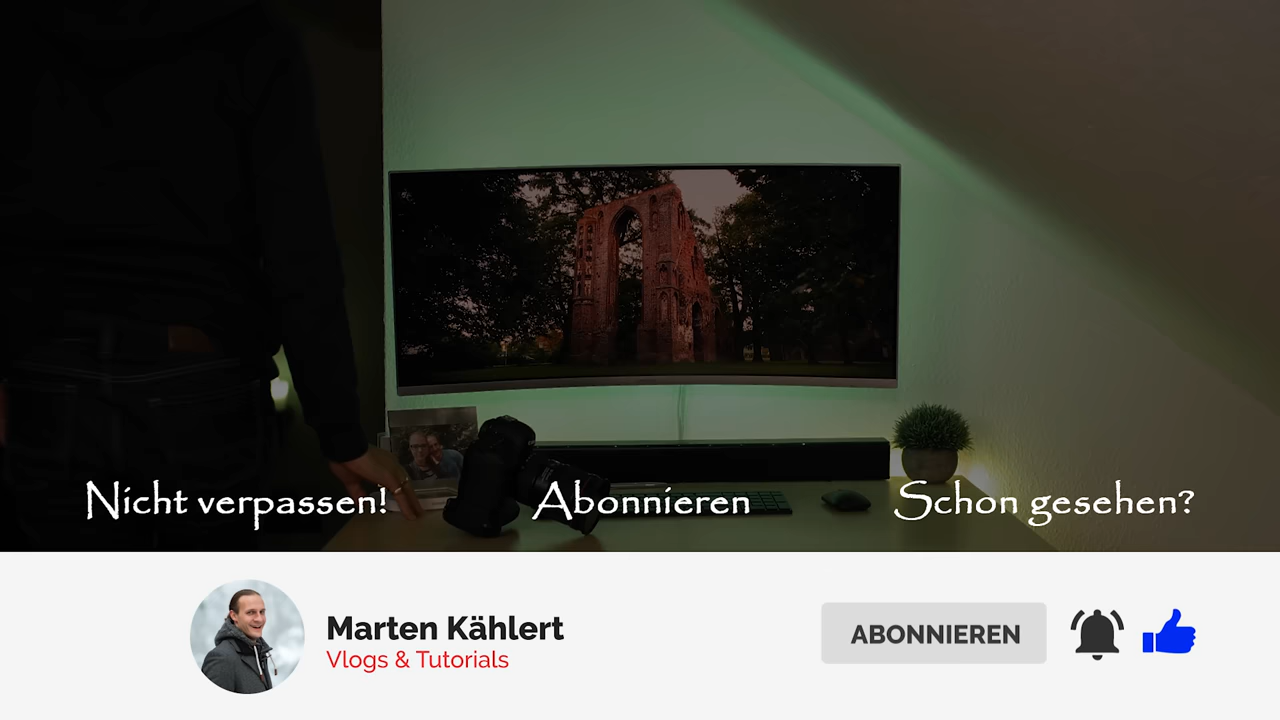 Nicht verpassen!
Abonnieren
Schon gesehen?
Marten Kählert
Vlogs & Tutorials
ABONNIEREN